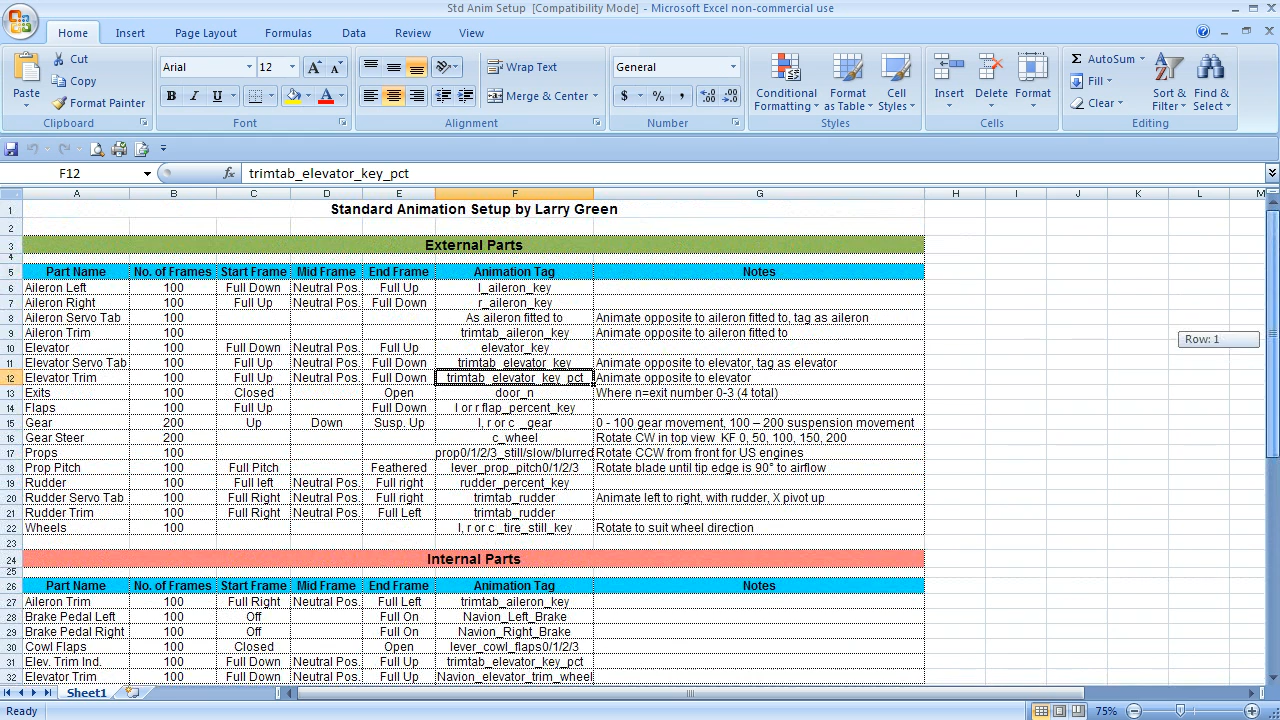 Std Anim Setup [Compatibility Mode] - Microsoft Excel non-commercial use
Home Insert Page Layout Formulas Data Review View
Paste Cut Copy Format Painter Clipboard
Arial 12 A A B I U A Font
Wrap Text Merge & Center Alignment
General $ % , .0 .00 .00 .0 Number
Conditional Formatting Format as Table Cell Styles Styles
Insert Delete Format Cells
Σ AutoSum Fill Clear Sort & Filter Find & Select Editing
F12 fx trimtab_elevator_key_pct
A B C D E F G H I J K L M
1 Standard Animation Setup by Larry Green
2
3 External Parts
4
5 Part Name No. of Frames Start Frame Mid Frame End Frame Animation Tag Notes
6 Aileron Left 100 Full Down Neutral Pos. Full Up l_aileron_key
7 Aileron Right 100 Full Up Neutral Pos. Full Down r_aileron_key
8 Aileron Servo Tab 100 As aileron fitted to Animate opposite to aileron fitted to, tag as aileron
9 Aileron Trim 100 trimtab_aileron_key Animate opposite to aileron fitted to
10 Elevator 100 Full Down Neutral Pos. Full Up elevator_key
11 Elevator Servo Tab 100 Full Up Neutral Pos. Full Down trimtab_elevator_key Animate opposite to elevator, tag as elevator
12 Elevator Trim 100 Full Up Neutral Pos. Full Down trimtab_elevator_key_pct Animate opposite to elevator
13 Exits 100 Closed Open door_n Where n=exit number 0-3 (4 total)
14 Flaps 100 Full Up Full Down l or r flap_percent_key
15 Gear 200 Up Down Susp. Up l, r or c _gear 0 - 100 gear movement, 100 – 200 suspension movement
16 Gear Steer 200 c_wheel Rotate CW in top view KF 0, 50, 100, 150, 200
17 Props 100 prop0/1/2/3_still/slow/blurred Rotate CCW from front for US engines
18 Prop Pitch 100 Full Pitch Feathered lever_prop_pitch0/1/2/3 Rotate blade until tip edge is 90° to airflow
19 Rudder 100 Full left Neutral Pos. Full right rudder_percent_key
20 Rudder Servo Tab 100 Full Right Neutral Pos. Full right trimtab_rudder Animate left to right, with rudder, X pivot up
21 Rudder Trim 100 Full Right Neutral Pos. Full Left trimtab_rudder
22 Wheels 100 l, r or c _tire_still_key Rotate to suit wheel direction
23
24 Internal Parts
25
26 Part Name No. of Frames Start Frame Mid Frame End Frame Animation Tag Notes
27 Aileron Trim 100 Full Right Neutral Pos. Full Left trimtab_aileron_key
28 Brake Pedal Left 100 Off Full On Navion_Left_Brake
29 Brake Pedal Right 100 Off Full On Navion_Right_Brake
30 Cowl Flaps 100 Closed Open lever_cowl_flaps0/1/2/3
31 Elev. Trim Ind. 100 Full Down Neutral Pos. Full Up trimtab_elevator_key_pct
32 Elevator Trim 100 Full Down Neutral Pos. Full Up Navion_elevator_trim_wheel
Row: 1
Sheet1
Ready 75%